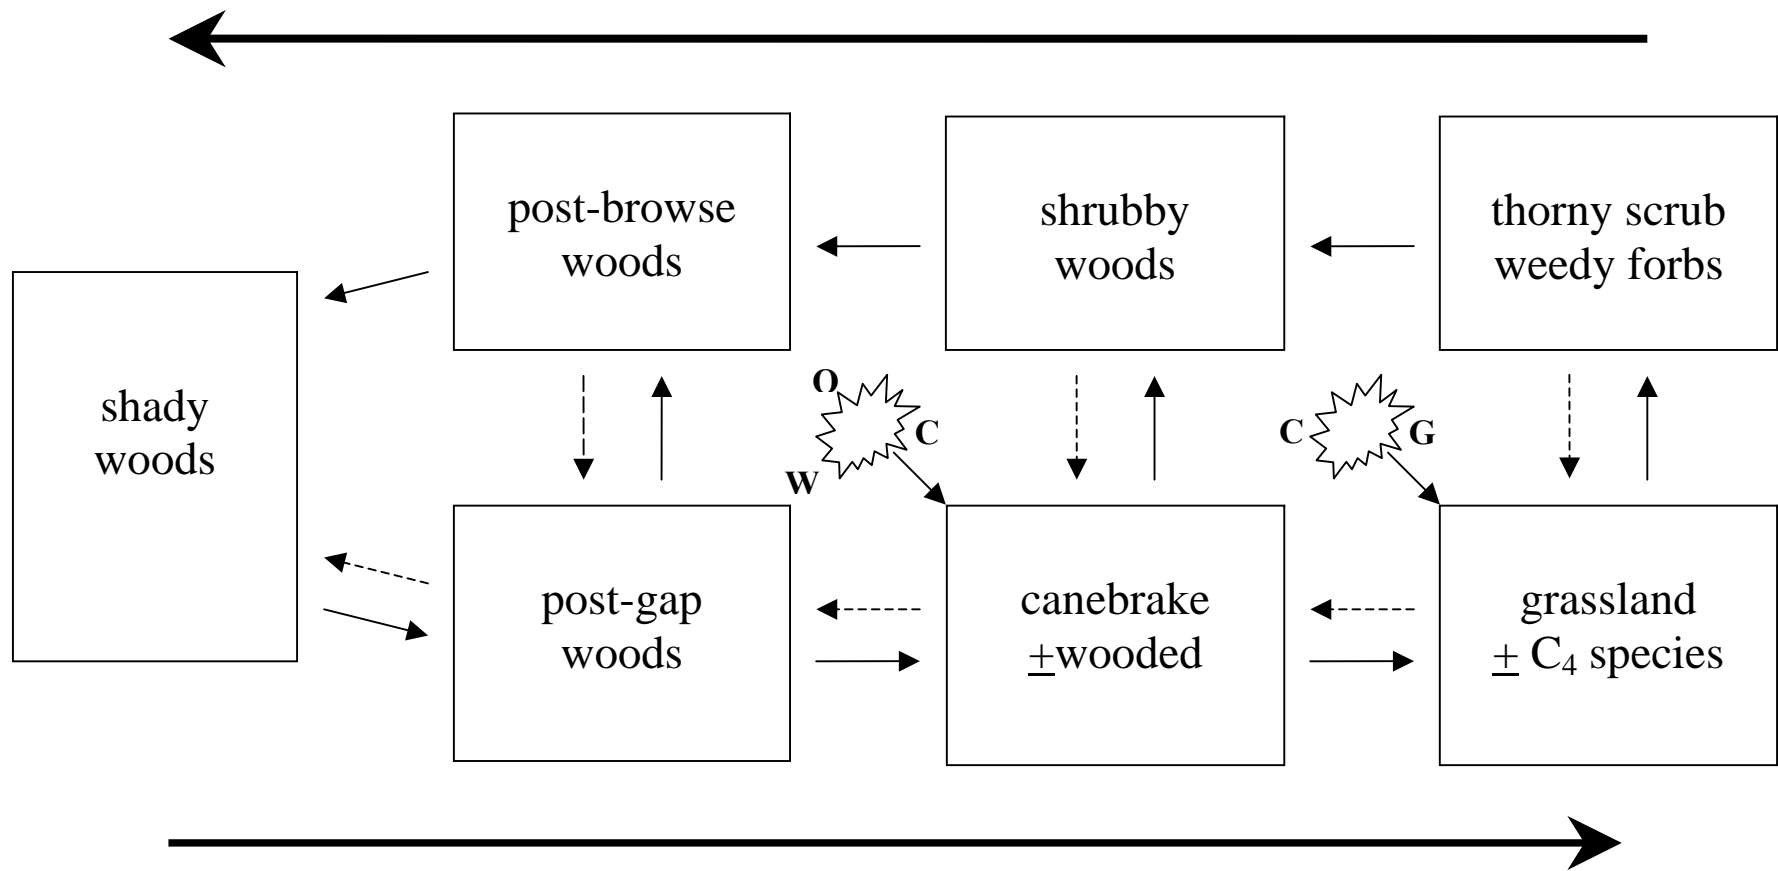 post-browse
woods
shrubby
woods
thorny scrub
weedy forbs
shady
woods
O
C
W
C
G
post-gap
woods
canebrake
±wooded
grassland
± C₄ species